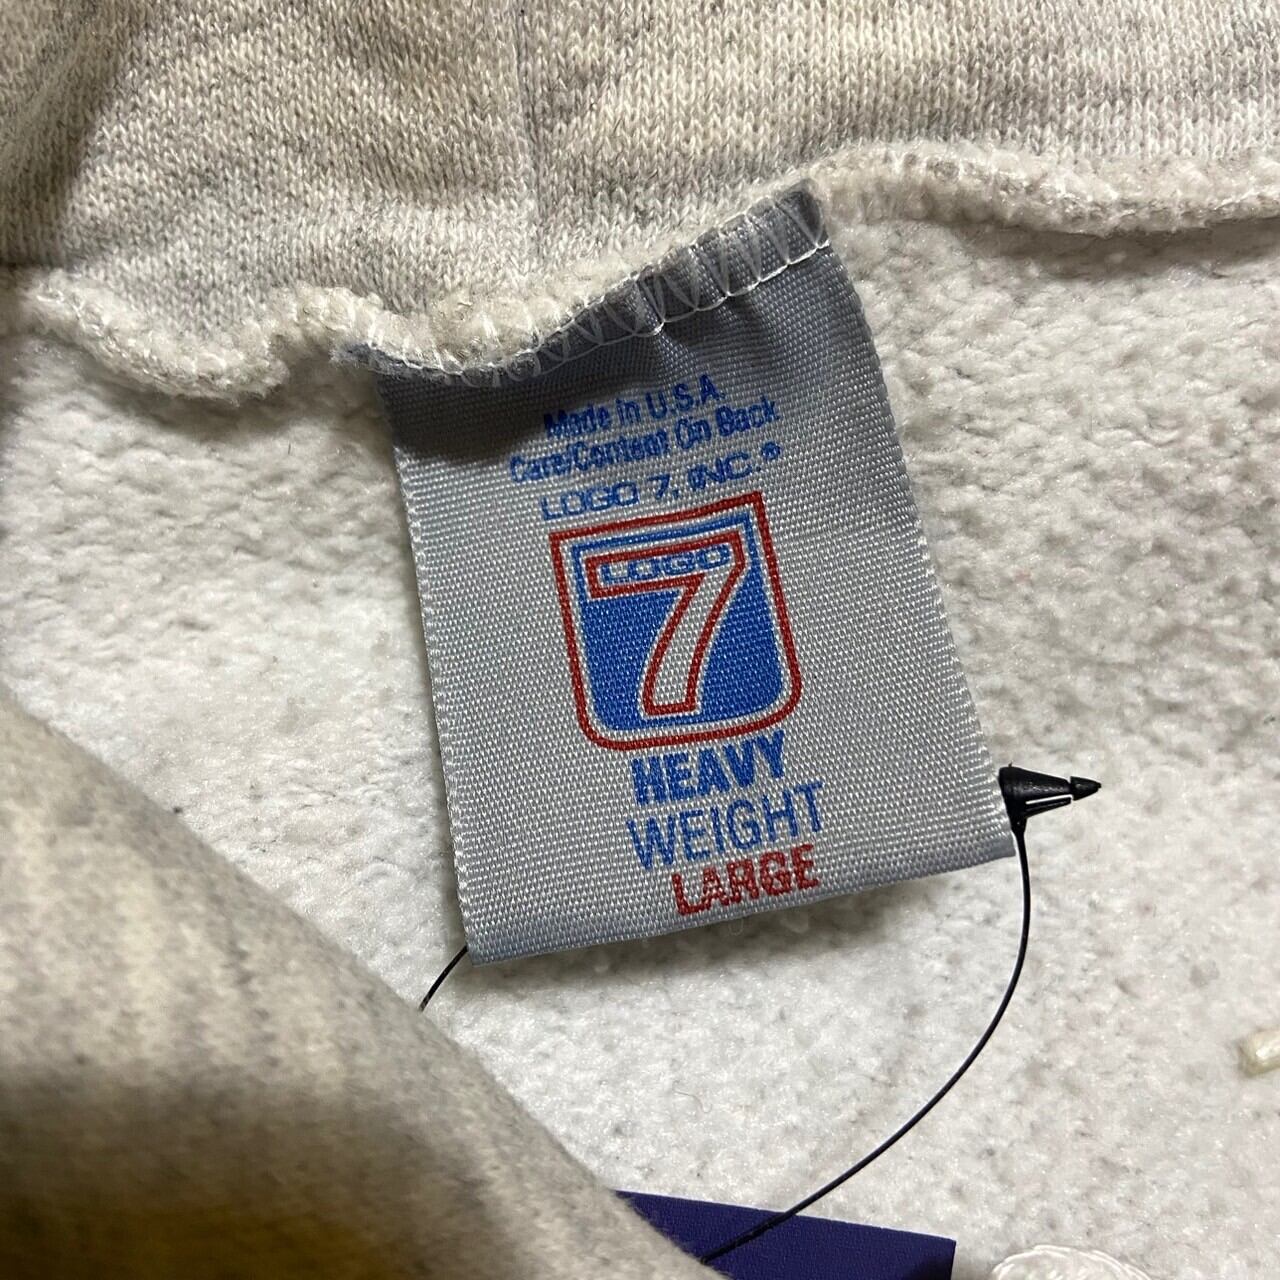 Made in U.S.A.
Care/Content On Back
LOGO 7, INC.®
LOGO
7
HEAVY
WEIGHT
LARGE